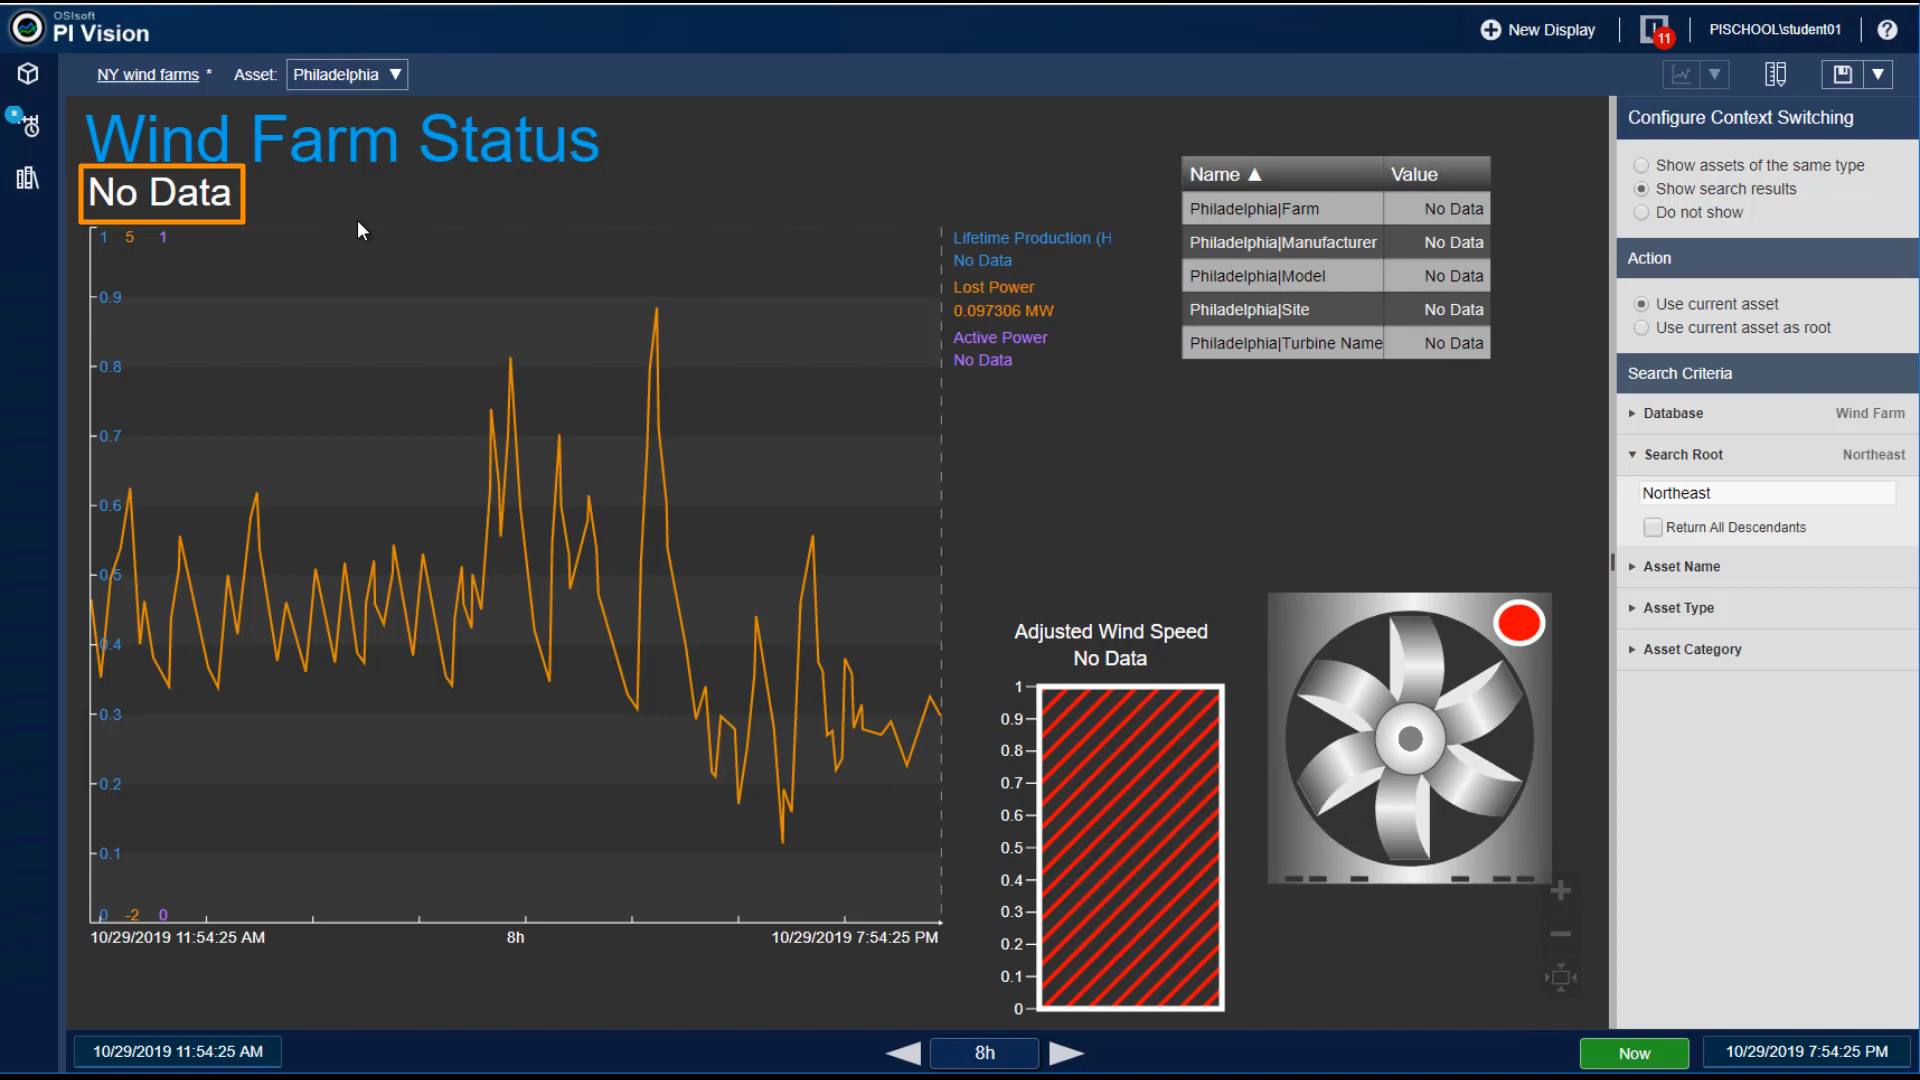 OSIsoft
PI Vision
New Display
11
PISCHOOL\student01
?
NY wind farms *
Asset: Philadelphia
Wind Farm Status
No Data
1 5 1
0.9
0.8
0.7
0.6
0.5
0.4
0.3
0.2
0.1
0 -2 0
10/29/2019 11:54:25 AM
8h
10/29/2019 7:54:25 PM
Lifetime Production (H
No Data
Lost Power
0.097306 MW
Active Power
No Data
Name ▲ Value
Philadelphia|Farm No Data
Philadelphia|Manufacturer No Data
Philadelphia|Model No Data
Philadelphia|Site No Data
Philadelphia|Turbine Name No Data
Adjusted Wind Speed
No Data
1
0.9
0.8
0.7
0.6
0.5
0.4
0.3
0.2
0.1
0
Configure Context Switching
Show assets of the same type
Show search results
Do not show
Action
Use current asset
Use current asset as root
Search Criteria
Database Wind Farm
Search Root Northeast
Northeast
Return All Descendants
Asset Name
Asset Type
Asset Category
10/29/2019 11:54:25 AM
8h
Now
10/29/2019 7:54:25 PM